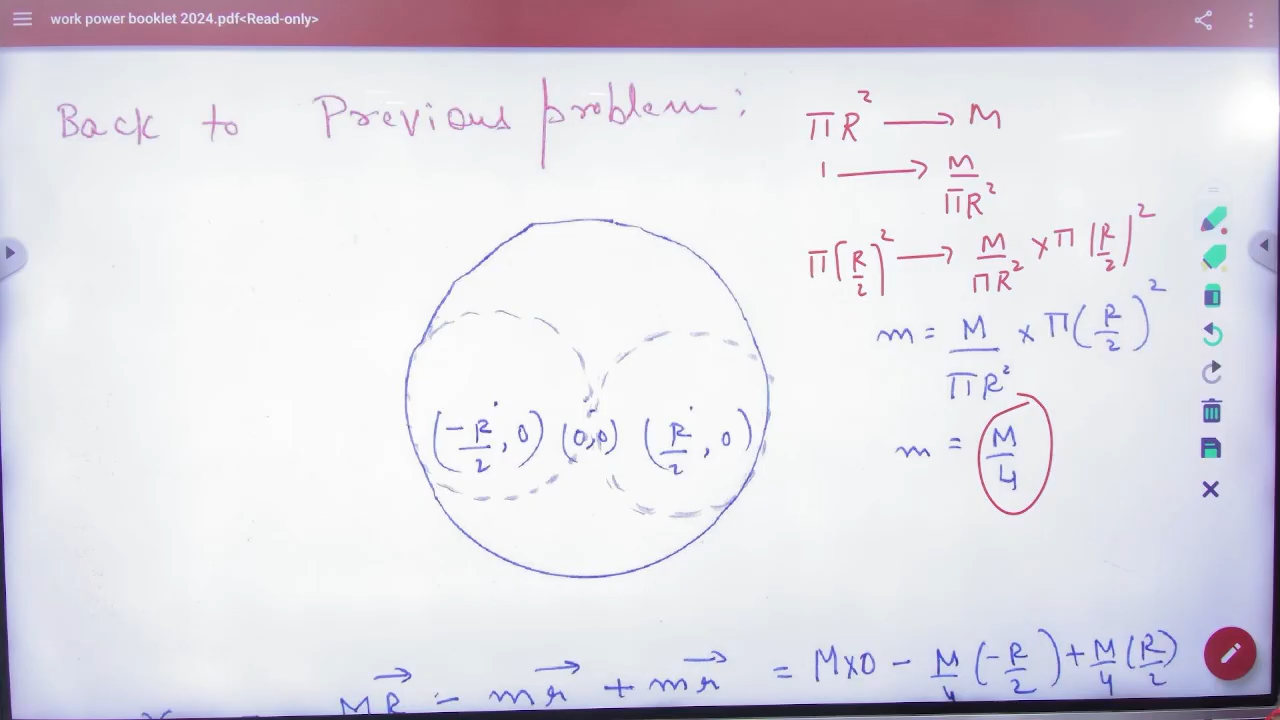 work power booklet 2024.pdf<Read-only>
Back to Previous problem:
πR² → M
1 → M/πR²
π(R/2)² → M/πR² × π(R/2)²
m = M/πR² × π(R/2)²
m = M/4
(-R/2, 0) (0,0) (R/2, 0)
MR - mr + mr = M×0 - M/4 (-R/2) + M/4 (R/2)